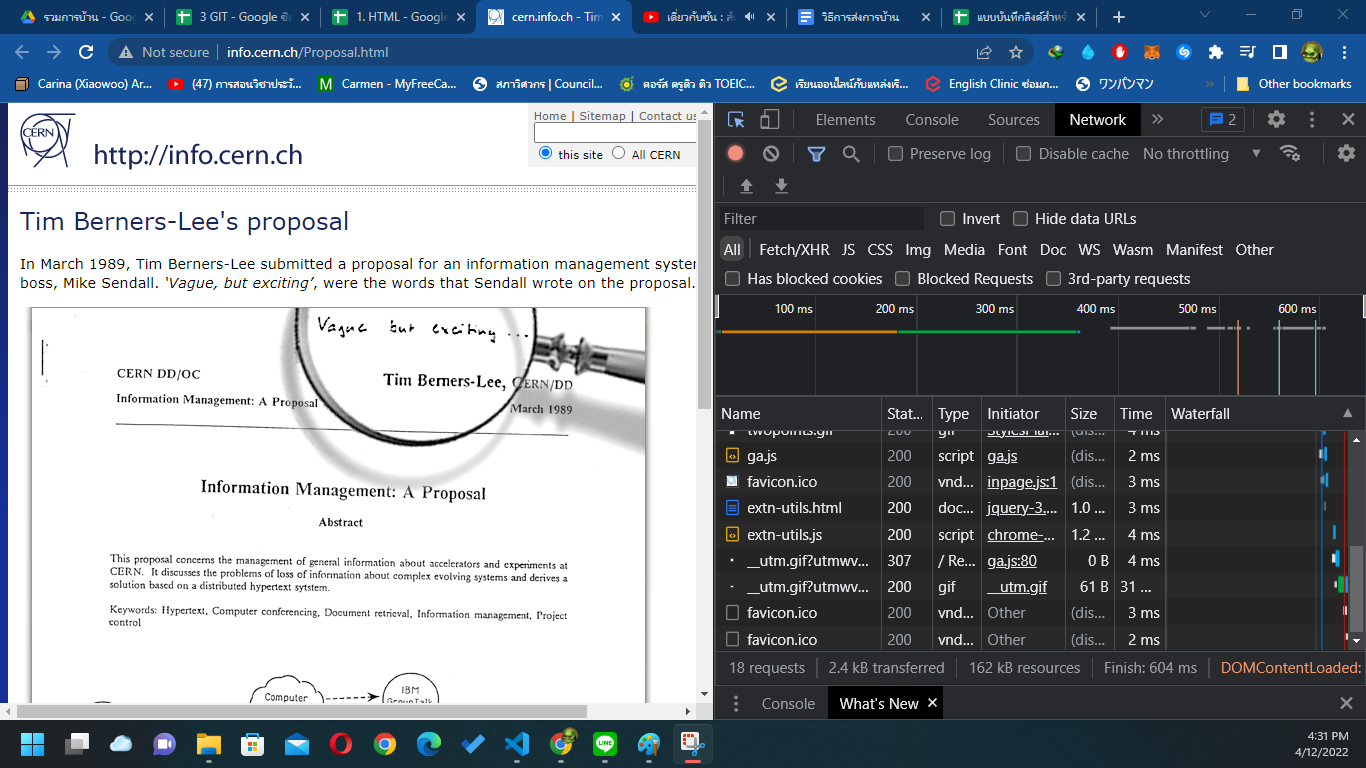 รวมการบ้าน - Goo
3 GIT - Google ชี
1. HTML - Google
cern.info.ch - Tim
เดี่ยวกับชั้น : สั
วิธีการส่งการบ้าน
แบบบันทึกลิงค์สำหร
Not secure info.cern.ch/Proposal.html
Carina (Xiaowoo) Ar...
(47) การสอนวิชาประวั...
Carmen - MyFreeCa...
สภาวิศวกร | Council...
คอร์ส ครูดิว ติว TOEIC...
เรียนออนไลน์กับแหล่งเรี...
English Clinic ซ่อมภ...
ワンパンマン
»
Other bookmarks
CERN
http://info.cern.ch
Home | Sitemap | Contact us
this site All CERN
Tim Berners-Lee's proposal
In March 1989, Tim Berners-Lee submitted a proposal for an information management system
boss, Mike Sendall. ‘Vague, but exciting’, were the words that Sendall wrote on the proposal.
Vague but exciting ...
CERN DD/OC
Tim Berners-Lee, CERN/DD
Information Management: A Proposal
March 1989
Information Management: A Proposal
Abstract
This proposal concerns the management of general information about accelerators and experiments at
CERN. It discusses the problems of loss of information about complex evolving systems and derives a
solution based on a distributed hypertext sytstem.
Keywords: Hypertext, Computer conferencing, Document retrieval, Information management, Project
control
Computer
IBM
GroupTalk
Elements Console Sources Network » 2
Preserve log Disable cache No throttling
Filter Invert Hide data URLs
All Fetch/XHR JS CSS Img Media Font Doc WS Wasm Manifest Other
Has blocked cookies Blocked Requests 3rd-party requests
100 ms 200 ms 300 ms 400 ms 500 ms 600 ms
Name Stat... Type Initiator Size Time Waterfall
twopoints.gif 200 gif StylesPlai... (dis... 4 ms
ga.js 200 script ga.js (dis... 2 ms
favicon.ico 200 vnd... inpage.js:1 (dis... 3 ms
extn-utils.html 200 doc... jquery-3.... 1.0 ... 3 ms
extn-utils.js 200 script chrome-... 1.2 ... 4 ms
__utm.gif?utmwv... 307 / Re... ga.js:80 0 B 4 ms
__utm.gif?utmwv... 200 gif __utm.gif 61 B 31 ...
favicon.ico 200 vnd... Other (dis... 3 ms
favicon.ico 200 vnd... Other (dis... 2 ms
18 requests 2.4 kB transferred 162 kB resources Finish: 604 ms DOMContentLoaded:
Console What's New
LINE
4:31 PM
4/12/2022